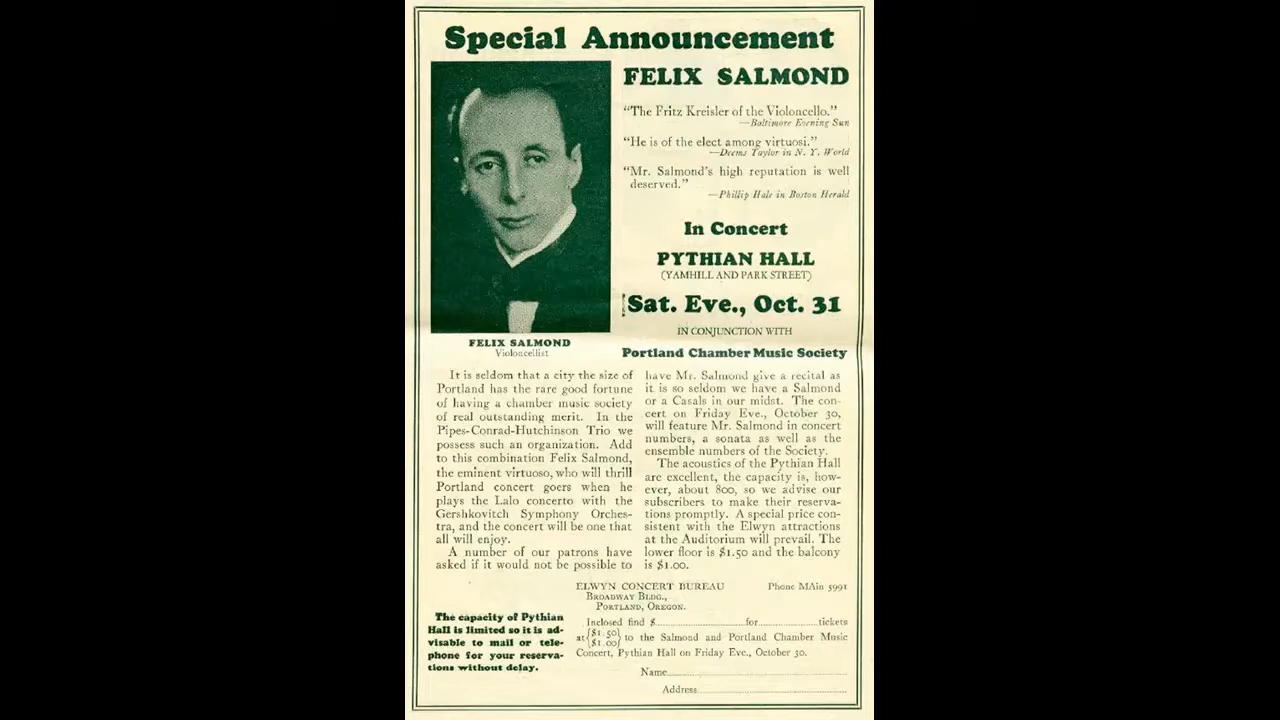 Special Announcement
FELIX SALMOND
“The Fritz Kreisler of the Violoncello.”
—Baltimore Evening Sun
“He is of the elect among virtuosi.”
—Deems Taylor in N. Y. World
“Mr. Salmond’s high reputation is well
deserved.”
—Phillip Hale in Boston Herald
In Concert
PYTHIAN HALL
(YAMHILL AND PARK STREET)
Sat. Eve., Oct. 31
IN CONJUNCTION WITH
Portland Chamber Music Society
FELIX SALMOND
Violoncellist
It is seldom that a city the size of
Portland has the rare good fortune
of having a chamber music society
of real outstanding merit. In the
Pipes-Conrad-Hutchinson Trio we
possess such an organization. Add
to this combination Felix Salmond,
the eminent virtuoso, who will thrill
Portland concert goers when he
plays the Lalo concerto with the
Gershkovitch Symphony Orches-
tra, and the concert will be one that
all will enjoy.
A number of our patrons have
asked if it would not be possible to
have Mr. Salmond give a recital as
it is so seldom we have a Salmond
or a Casals in our midst. The con-
cert on Friday Eve., October 30,
will feature Mr. Salmond in concert
numbers, a sonata as well as the
ensemble numbers of the Society.
The acoustics of the Pythian Hall
are excellent, the capacity is, how-
ever, about 800, so we advise our
subscribers to make their reserva-
tions promptly. A special price con-
sistent with the Elwyn attractions
at the Auditorium will prevail. The
lower floor is $1.50 and the balcony
is $1.00.
The capacity of Pythian
Hall is limited so it is ad-
visable to mail or tele-
phone for your reserva-
tions without delay.
ELWYN CONCERT BUREAU Phone MAin 5991
BROADWAY BLDG.,
PORTLAND, OREGON.
Inclosed find $ for tickets
at {$1.50 $1.00} to the Salmond and Portland Chamber Music
Concert, Pythian Hall on Friday Eve., October 30.
Name
Address